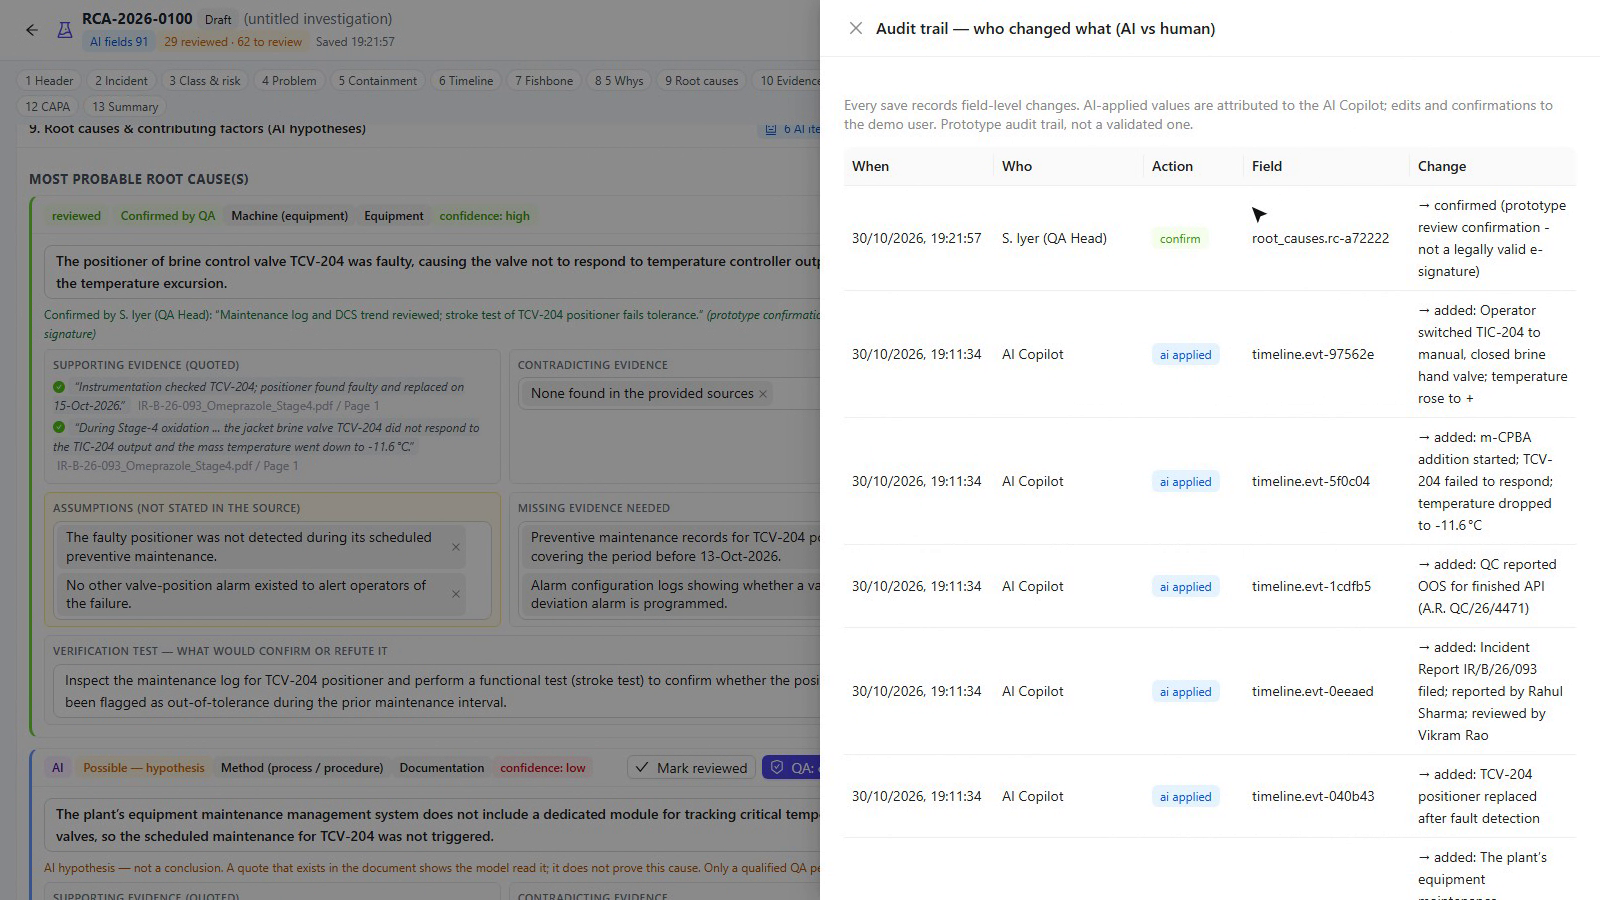 RCA-2026-0100 Draft (untitled investigation)
AI fields 91 29 reviewed · 62 to review Saved 19:21:57
1 Header 2 Incident 3 Class & risk 4 Problem 5 Containment 6 Timeline 7 Fishbone 8 5 Whys 9 Root causes 10 Evidence
12 CAPA 13 Summary
9. Root causes & contributing factors (AI hypotheses) 6 AI ite
MOST PROBABLE ROOT CAUSE(S)
reviewed Confirmed by QA Machine (equipment) Equipment confidence: high
The positioner of brine control valve TCV-204 was faulty, causing the valve not to respond to temperature controller outp
the temperature excursion.
Confirmed by S. Iyer (QA Head): “Maintenance log and DCS trend reviewed; stroke test of TCV-204 positioner fails tolerance.” (prototype confirmatio
signature)
SUPPORTING EVIDENCE (QUOTED)
“Instrumentation checked TCV-204; positioner found faulty and replaced on
15-Oct-2026.” IR-B-26-093_Omeprazole_Stage4.pdf / Page 1
“During Stage-4 oxidation ... the jacket brine valve TCV-204 did not respond to
the TIC-204 output and the mass temperature went down to -11.6 °C.”
IR-B-26-093_Omeprazole_Stage4.pdf / Page 1
CONTRADICTING EVIDENCE
None found in the provided sources ×
ASSUMPTIONS (NOT STATED IN THE SOURCE)
The faulty positioner was not detected during its scheduled
preventive maintenance. ×
No other valve-position alarm existed to alert operators of
the failure. ×
MISSING EVIDENCE NEEDED
Preventive maintenance records for TCV-204 po
covering the period before 13-Oct-2026.
Alarm configuration logs showing whether a va
deviation alarm is programmed.
VERIFICATION TEST — WHAT WOULD CONFIRM OR REFUTE IT
Inspect the maintenance log for TCV-204 positioner and perform a functional test (stroke test) to confirm whether the posi
been flagged as out-of-tolerance during the prior maintenance interval.
AI Possible — hypothesis Method (process / procedure) Documentation confidence: low Mark reviewed QA:
The plant’s equipment maintenance management system does not include a dedicated module for tracking critical temp
valves, so the scheduled maintenance for TCV-204 was not triggered.
AI hypothesis — not a conclusion. A quote that exists in the document shows the model read it; it does not prove this cause. Only a qualified QA pe
SUPPORTING EVIDENCE (QUOTED) CONTRADICTING EVIDENCE
Audit trail — who changed what (AI vs human)
Every save records field-level changes. AI-applied values are attributed to the AI Copilot; edits and confirmations to
the demo user. Prototype audit trail, not a validated one.
When Who Action Field Change
30/10/2026, 19:21:57 S. Iyer (QA Head) confirm root_causes.rc-a72222
→ confirmed (prototype
review confirmation -
not a legally valid e-
signature)
30/10/2026, 19:11:34 AI Copilot ai applied timeline.evt-97562e
→ added: Operator
switched TIC-204 to
manual, closed brine
hand valve; temperature
rose to +
30/10/2026, 19:11:34 AI Copilot ai applied timeline.evt-5f0c04
→ added: m-CPBA
addition started; TCV-
204 failed to respond;
temperature dropped
to -11.6 °C
30/10/2026, 19:11:34 AI Copilot ai applied timeline.evt-1cdfb5
→ added: QC reported
OOS for finished API
(A.R. QC/26/4471)
30/10/2026, 19:11:34 AI Copilot ai applied timeline.evt-0eeaed
→ added: Incident
Report IR/B/26/093
filed; reported by Rahul
Sharma; reviewed by
Vikram Rao
30/10/2026, 19:11:34 AI Copilot ai applied timeline.evt-040b43
→ added: TCV-204
positioner replaced
after fault detection
→ added: The plant’s
equipment
maintenance